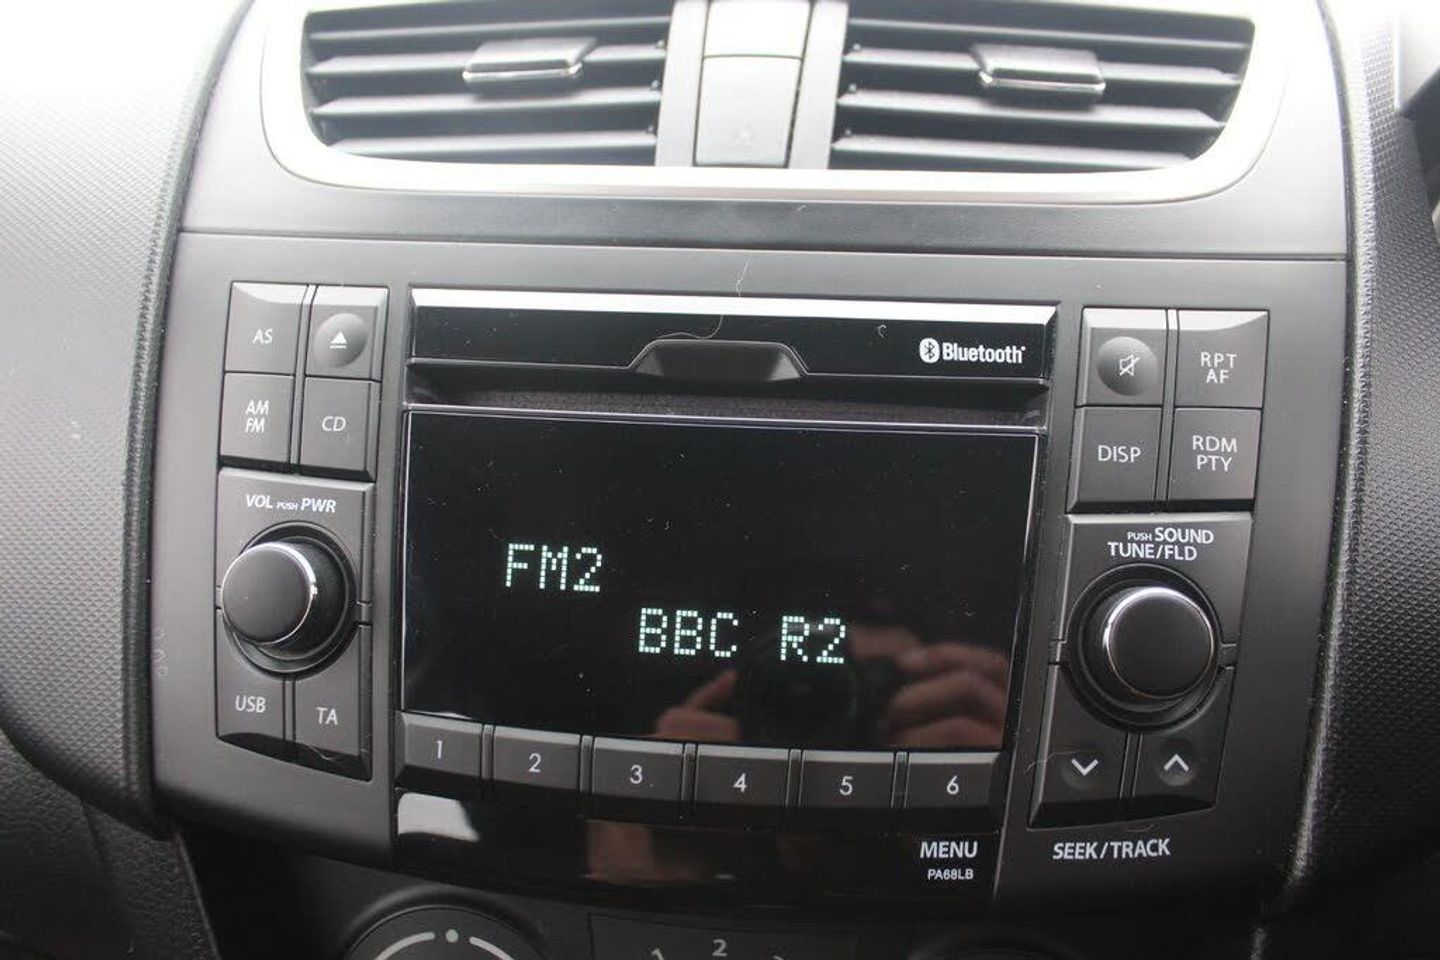 Bluetooth
AS
AM
FM
CD
VOL PUSH PWR
USB
TA
FM2
BBC R2
1
2
3
4
5
6
MENU
PA68LB
RPT
AF
DISP
RDM
PTY
PUSH SOUND
TUNE/FLD
SEEK/TRACK
2